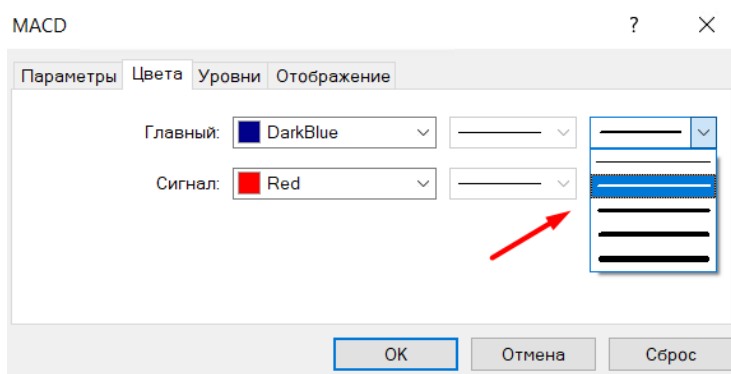 MACD ?
Параметры Цвета Уровни Отображение
Главный: DarkBlue
Сигнал: Red
OK Отмена Сброс